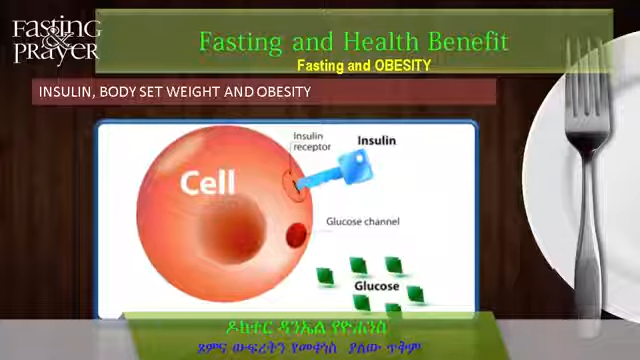 FASTING
&
PRAYER
Fasting and Health Benefit
Fasting and OBESITY
INSULIN, BODY SET WEIGHT AND OBESITY
Insulin
receptor
Insulin
Cell
Glucose channel
Glucose
ዶክተር ዳንኤል የዮሐንስ
ጾምና ውፍረትን የመቀነስ ያለው ጥቅም